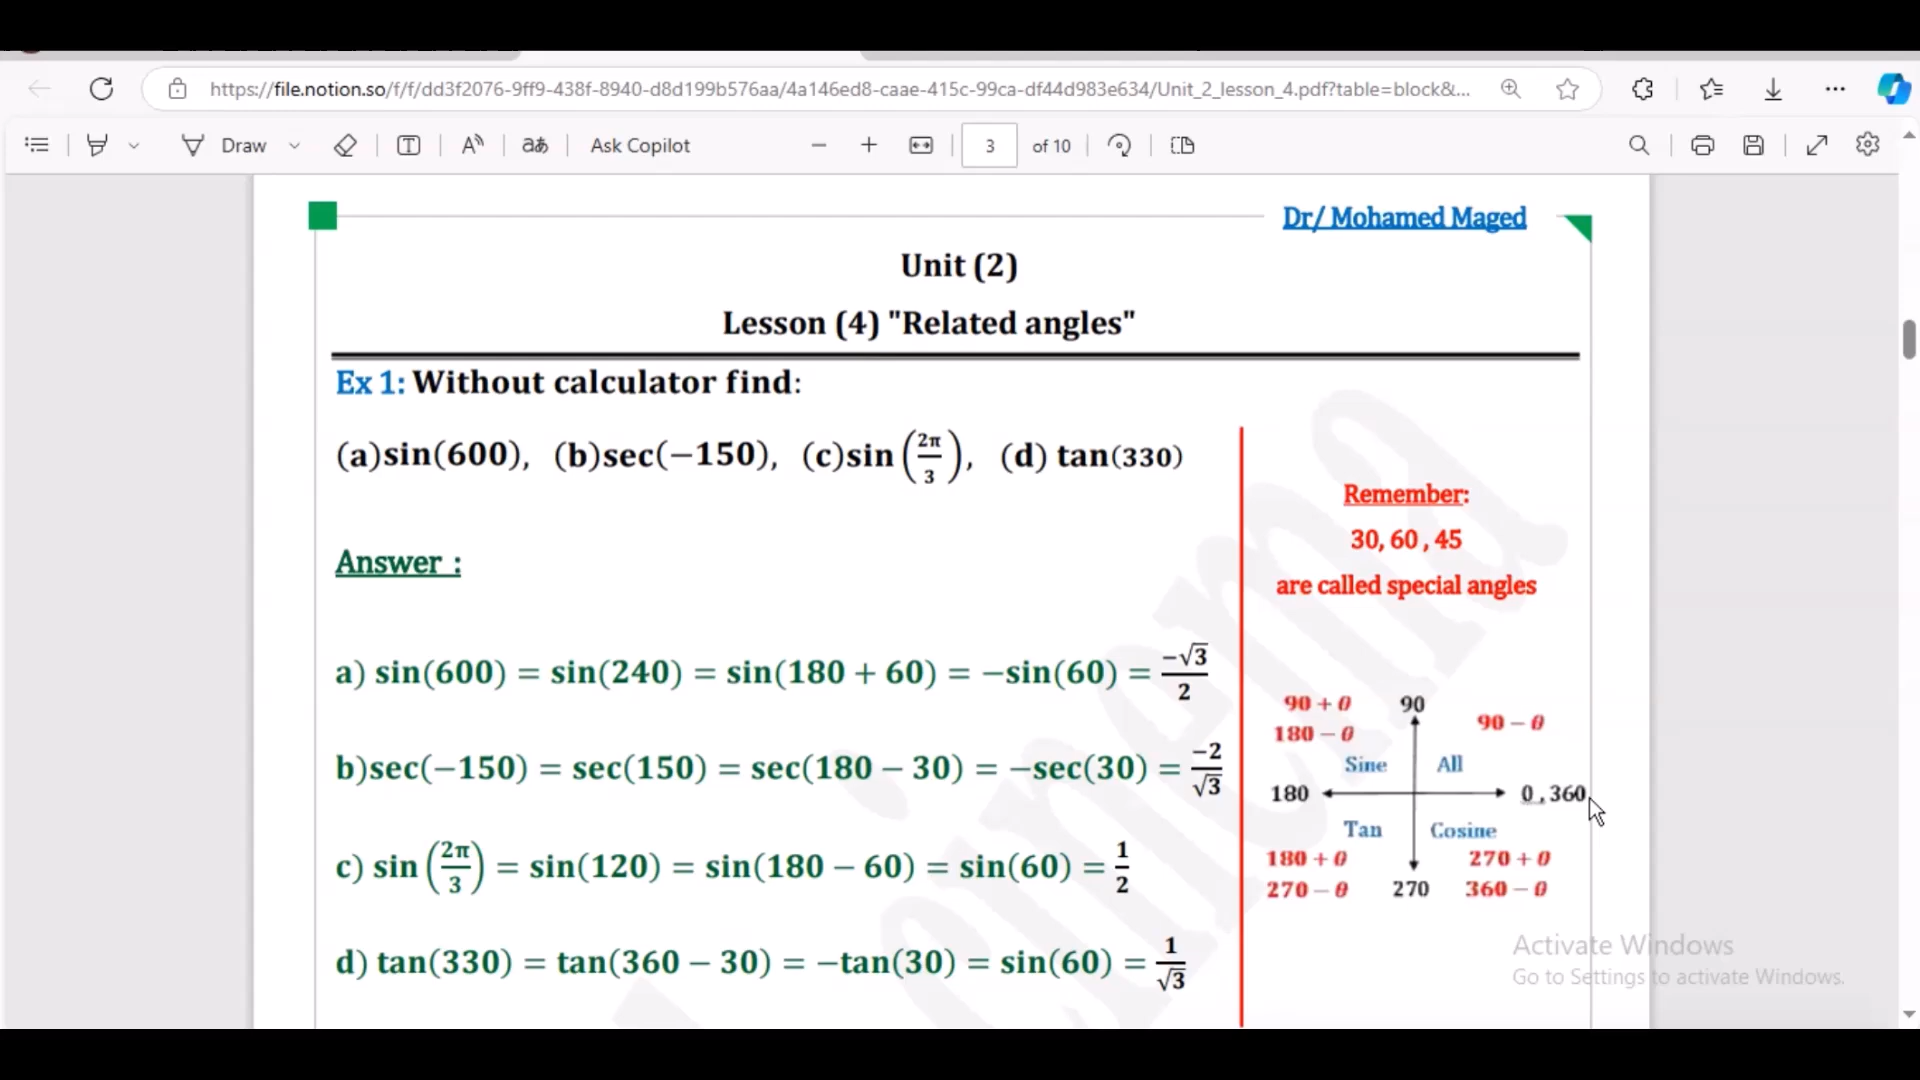 https://file.notion.so/f/f/dd3f2076-9ff9-438f-8940-d8d199b576aa/4a146ed8-caae-415c-99ca-df44d983e634/Unit_2_lesson_4.pdf?table=block&...
Draw
aあ
Ask Copilot
3 of 10
Dr/ Mohamed Maged
Unit (2)
Lesson (4) "Related angles"
Ex 1: Without calculator find:
(a)sin(600), (b)sec(−150), (c)sin(2π/3), (d) tan(330)
Answer :
a) sin(600) = sin(240) = sin(180 + 60) = −sin(60) = −√3/2
b)sec(−150) = sec(150) = sec(180 − 30) = −sec(30) = −2/√3
c) sin(2π/3) = sin(120) = sin(180 − 60) = sin(60) = 1/2
d) tan(330) = tan(360 − 30) = −tan(30) = sin(60) = 1/√3
Remember:
30, 60 , 45
are called special angles
90 + θ 90 90 − θ
180 − θ
Sine All
180 0 , 360
Tan Cosine
180 + θ 270 + θ
270 − θ 270 360 − θ
Activate Windows
Go to Settings to activate Windows.